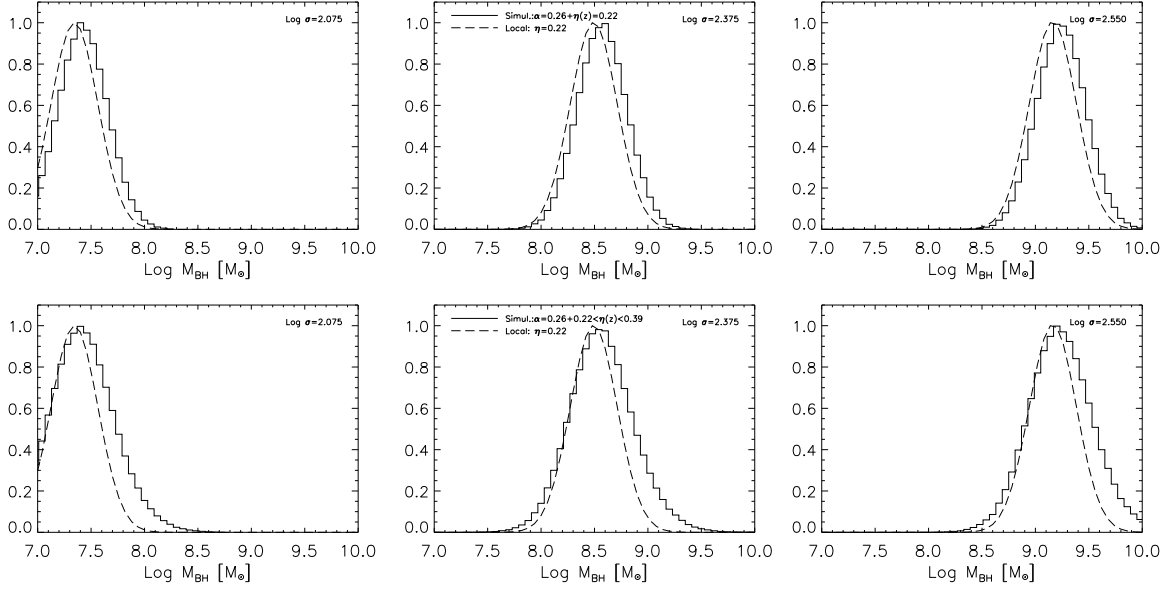 Log σ=2.075
1.0
0.8
0.6
0.4
0.2
0.0
7.0 7.5 8.0 8.5 9.0 9.5 10.0
Log M_BH [M_⊙]
Simul.:α=0.26+η(z)=0.22
Local: η=0.22
Log σ=2.375
1.0
0.8
0.6
0.4
0.2
0.0
7.0 7.5 8.0 8.5 9.0 9.5 10.0
Log M_BH [M_⊙]
Log σ=2.550
1.0
0.8
0.6
0.4
0.2
0.0
7.0 7.5 8.0 8.5 9.0 9.5 10.0
Log M_BH [M_⊙]
Log σ=2.075
1.0
0.8
0.6
0.4
0.2
0.0
7.0 7.5 8.0 8.5 9.0 9.5 10.0
Log M_BH [M_⊙]
Simul.:α=0.26+0.22<η(z)<0.39
Local: η=0.22
Log σ=2.375
1.0
0.8
0.6
0.4
0.2
0.0
7.0 7.5 8.0 8.5 9.0 9.5 10.0
Log M_BH [M_⊙]
Log σ=2.550
1.0
0.8
0.6
0.4
0.2
0.0
7.0 7.5 8.0 8.5 9.0 9.5 10.0
Log M_BH [M_⊙]